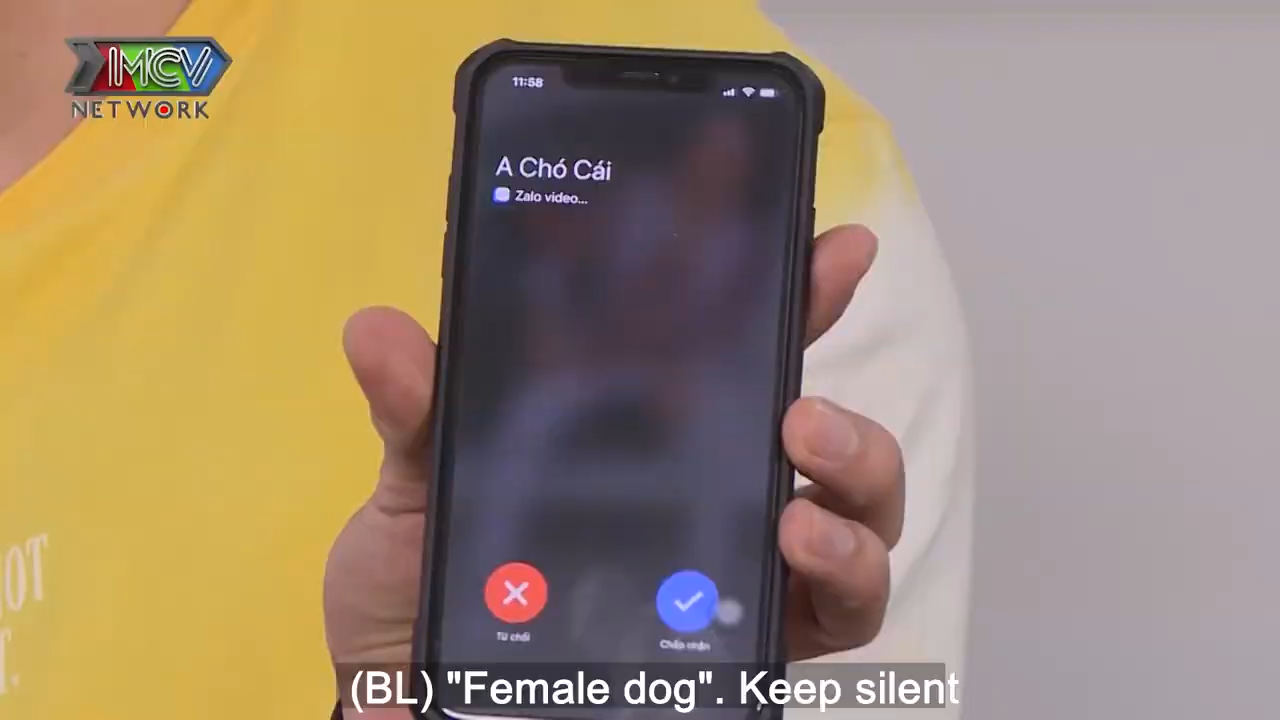 MCV
NETWORK
11:58
A Chó Cái
Zalo video...
Từ chối
Chấp nhận
(BL) "Female dog". Keep silent